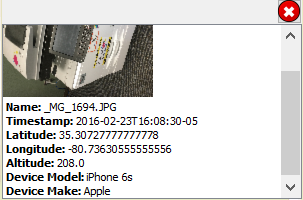 Name: _MG_1694.JPG
Timestamp: 2016-02-23T16:08:30-05
Latitude: 35.30727777777778
Longitude: -80.73630555555556
Altitude: 208.0
Device Model: iPhone 6s
Device Make: Apple